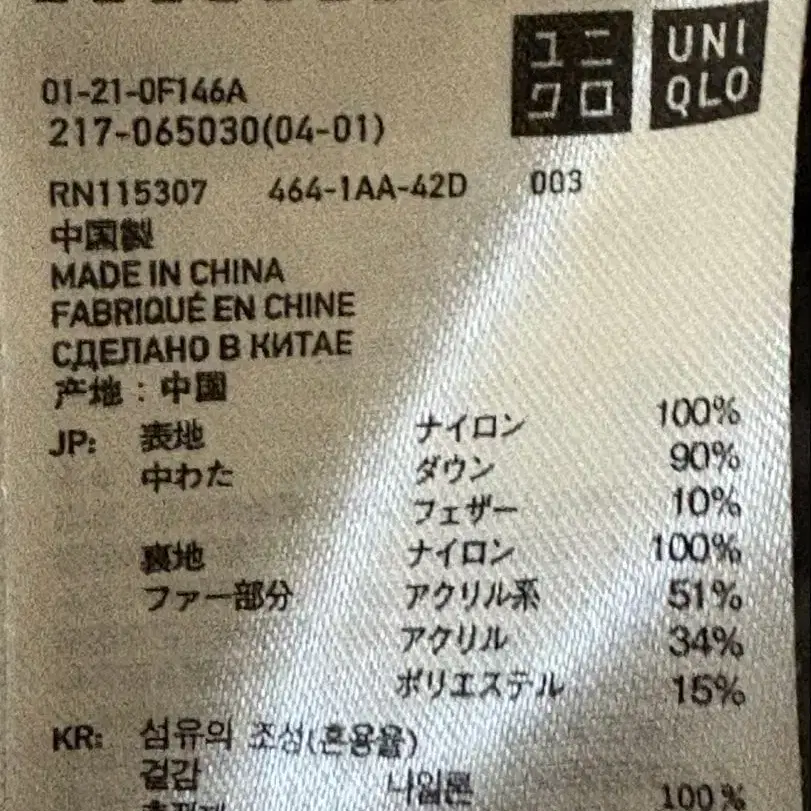 ユニ
クロ
UNI
QLO
01-21-0F146A
217-065030(04-01)
RN115307 464-1AA-42D 003
中国製
MADE IN CHINA
FABRIQUÉ EN CHINE
СДЕЛАНО В КИТАЕ
产地：中国
JP: 表地 ナイロン 100%
中わた ダウン 90%
フェザー 10%
裏地 ナイロン 100%
ファー部分 アクリル系 51%
アクリル 34%
ポリエステル 15%
KR: 섬유의 조성(혼용율)
겉감 나일론 100%